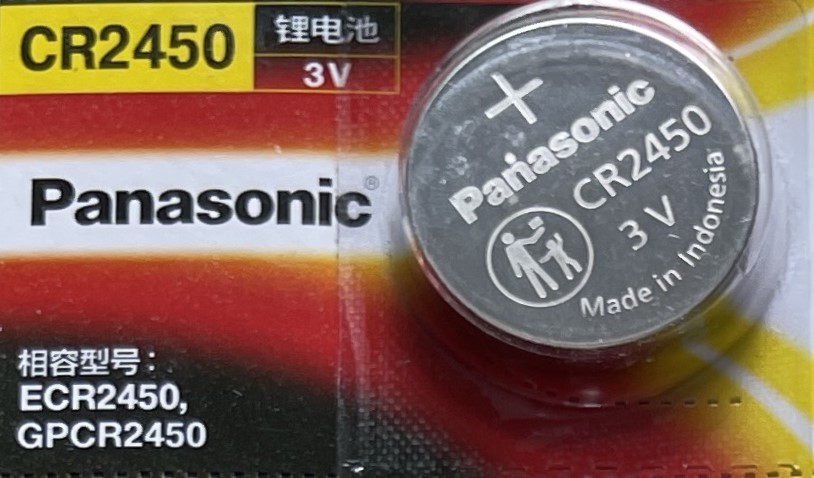 CR2450
锂电池
3V
Panasonic®
相容型号：
ECR2450,
GPCR2450
+
Panasonic
CR2450
3V
Made in Indonesia